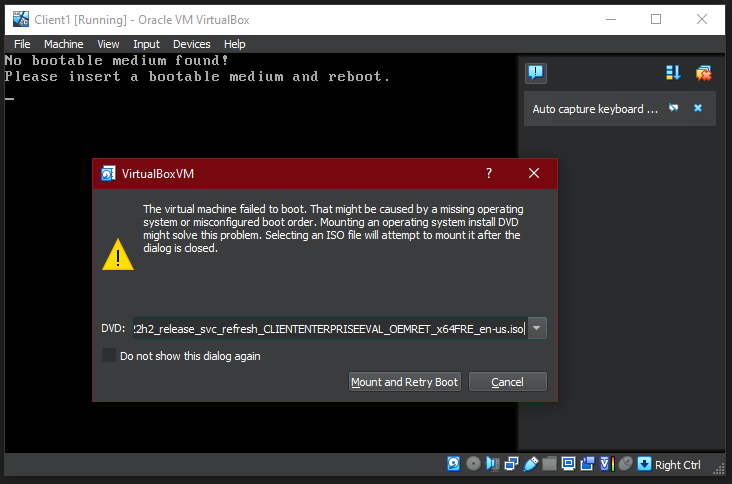 Client1 [Running] - Oracle VM VirtualBox
File Machine View Input Devices Help
No bootable medium found!
Please insert a bootable medium and reboot.
Auto capture keyboard ...
VirtualBoxVM
The virtual machine failed to boot. That might be caused by a missing operating
system or misconfigured boot order. Mounting an operating system install DVD
might solve this problem. Selecting an ISO file will attempt to mount it after the
dialog is closed.
DVD: 22h2_release_svc_refresh_CLIENTENTERPRISEEVAL_OEMRET_x64FRE_en-us.iso
Do not show this dialog again
Mount and Retry Boot Cancel
Right Ctrl